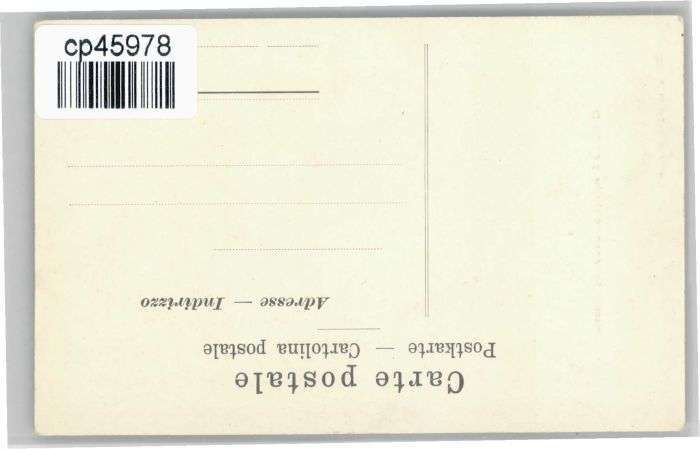 cp45978
Carte postale
Postkarte — Cartolina postale
Adresse — Indirizzo